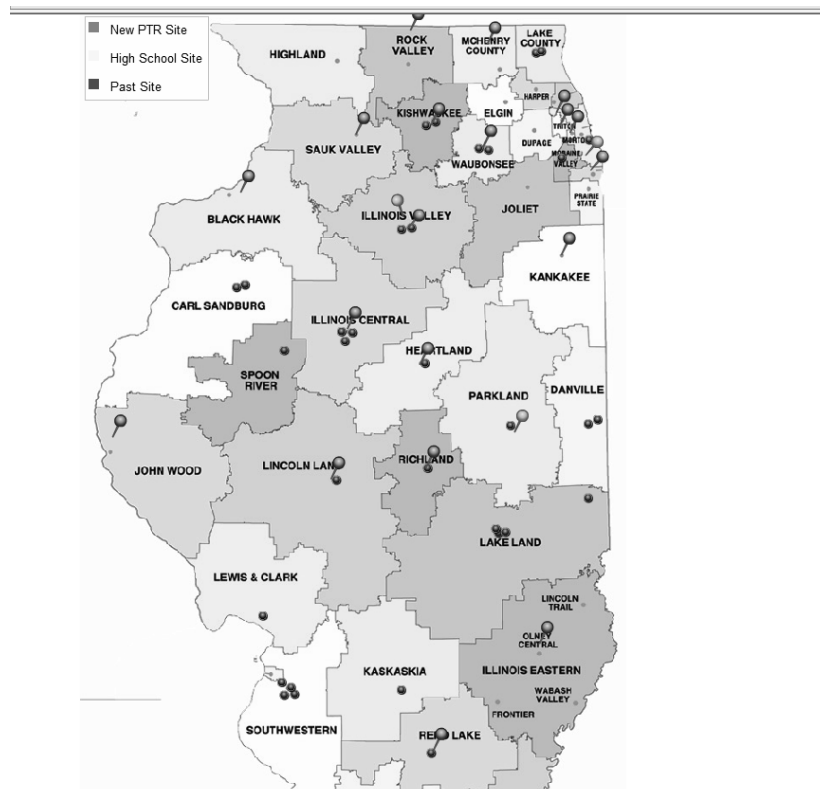 New PTR Site
High School Site
Past Site
HIGHLAND
ROCK
VALLEY
MCHENRY
COUNTY
LAKE
COUNTY
KISHWAUKEE
ELGIN
HARPER
TRITON
MORTON
DUPAGE
MORAINE
VALLEY
SAUK VALLEY
WAUBONSEE
PRAIRIE
STATE
BLACK HAWK
ILLINOIS VALLEY
JOLIET
KANKAKEE
CARL SANDBURG
ILLINOIS CENTRAL
HEARTLAND
SPOON
RIVER
PARKLAND
DANVILLE
JOHN WOOD
LINCOLN LAND
RICHLAND
LAKE LAND
LEWIS & CLARK
LINCOLN
TRAIL
OLNEY
CENTRAL
KASKASKIA
ILLINOIS EASTERN
WABASH
VALLEY
FRONTIER
SOUTHWESTERN
REND LAKE